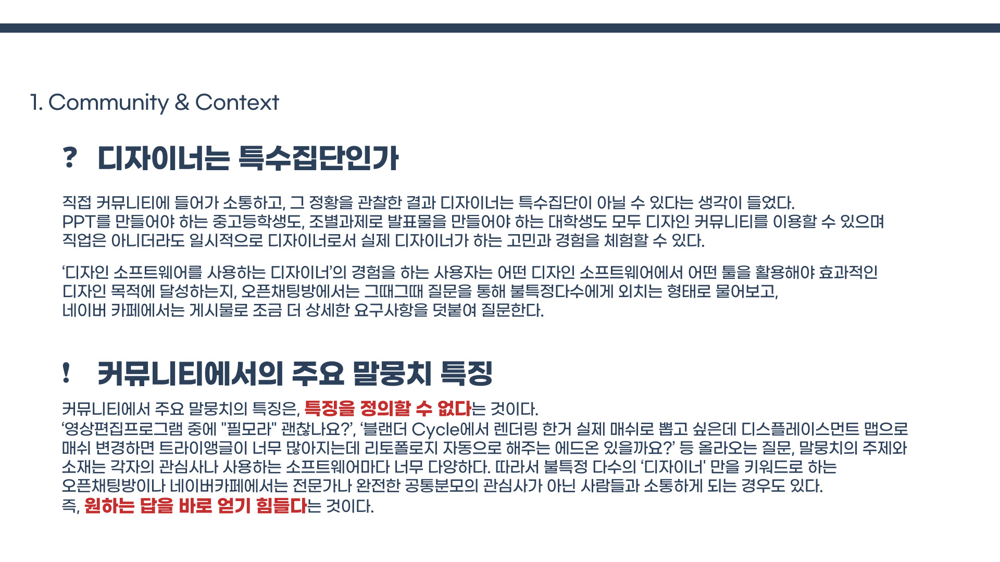 1. Community & Context
? 디자이너는 특수집단인가
직접 커뮤니티에 들어가 소통하고, 그 정황을 관찰한 결과 디자이너는 특수집단이 아닐 수 있다는 생각이 들었다.
PPT를 만들어야 하는 중고등학생도, 조별과제로 발표물을 만들어야 하는 대학생도 모두 디자인 커뮤니티를 이용할 수 있으며
직업은 아니더라도 일시적으로 디자이너로서 실제 디자이너가 하는 고민과 경험을 체험할 수 있다.
‘디자인 소프트웨어를 사용하는 디자이너’의 경험을 하는 사용자는 어떤 디자인 소프트웨어에서 어떤 툴을 활용해야 효과적인
디자인 목적에 달성하는지, 오픈채팅방에서는 그때그때 질문을 통해 불특정다수에게 외치는 형태로 물어보고,
네이버 카페에서는 게시물로 조금 더 상세한 요구사항을 덧붙여 질문한다.
! 커뮤니티에서의 주요 말뭉치 특징
커뮤니티에서 주요 말뭉치의 특징은, 특징을 정의할 수 없다는 것이다.
‘영상편집프로그램 중에 "필모라" 괜찮나요?’, ‘블랜더 Cycle에서 렌더링 한거 실제 매쉬로 뽑고 싶은데 디스플레이스먼트 맵으로
매쉬 변경하면 트라이앵글이 너무 많아지는데 리토폴로지 자동으로 해주는 에드온 있을까요?’ 등 올라오는 질문, 말뭉치의 주제와
소재는 각자의 관심사나 사용하는 소프트웨어마다 너무 다양하다. 따라서 불특정 다수의 ‘디자이너' 만을 키워드로 하는
오픈채팅방이나 네이버카페에서는 전문가나 완전한 공통분모의 관심사가 아닌 사람들과 소통하게 되는 경우도 있다.
즉, 원하는 답을 바로 얻기 힘들다는 것이다.